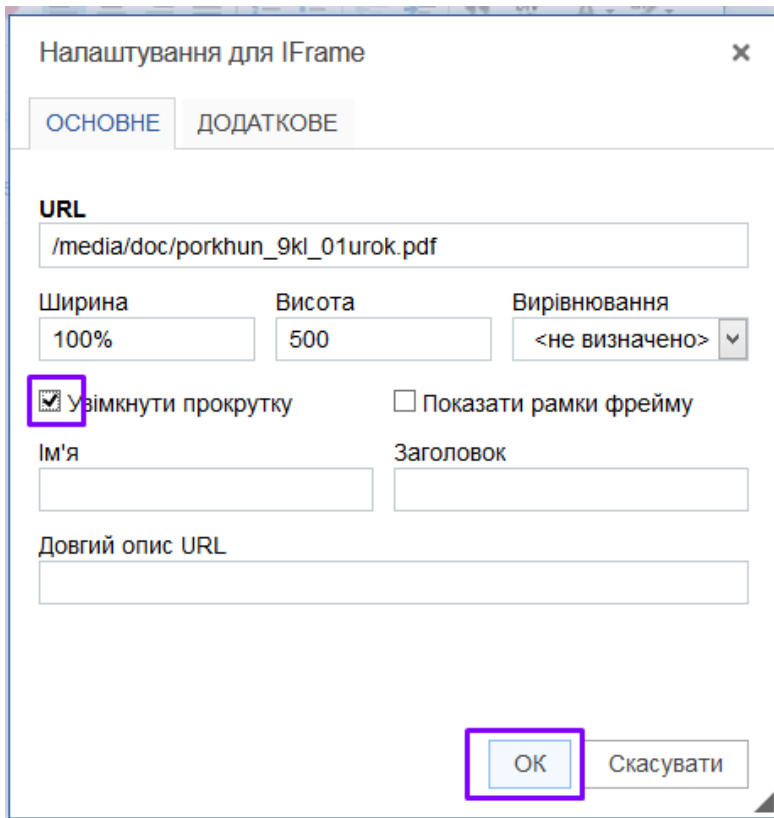 Налаштування для IFrame
ОСНОВНЕ ДОДАТКОВЕ
URL
/media/doc/porkhun_9kl_01urok.pdf
Ширина Висота Вирівнювання
100% 500 <не визначено>
Увімкнути прокрутку Показати рамки фрейму
Ім'я Заголовок
Довгий опис URL
ОК Скасувати